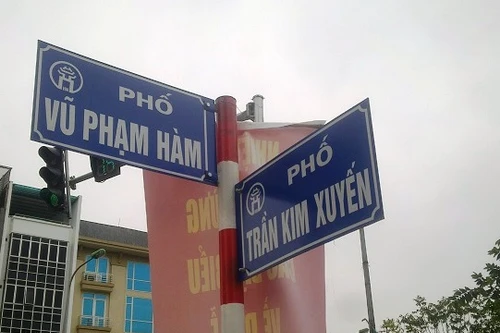 PHỐ
VŨ PHẠM HÀM
PHỐ
TRẦN KIM XUYẾN